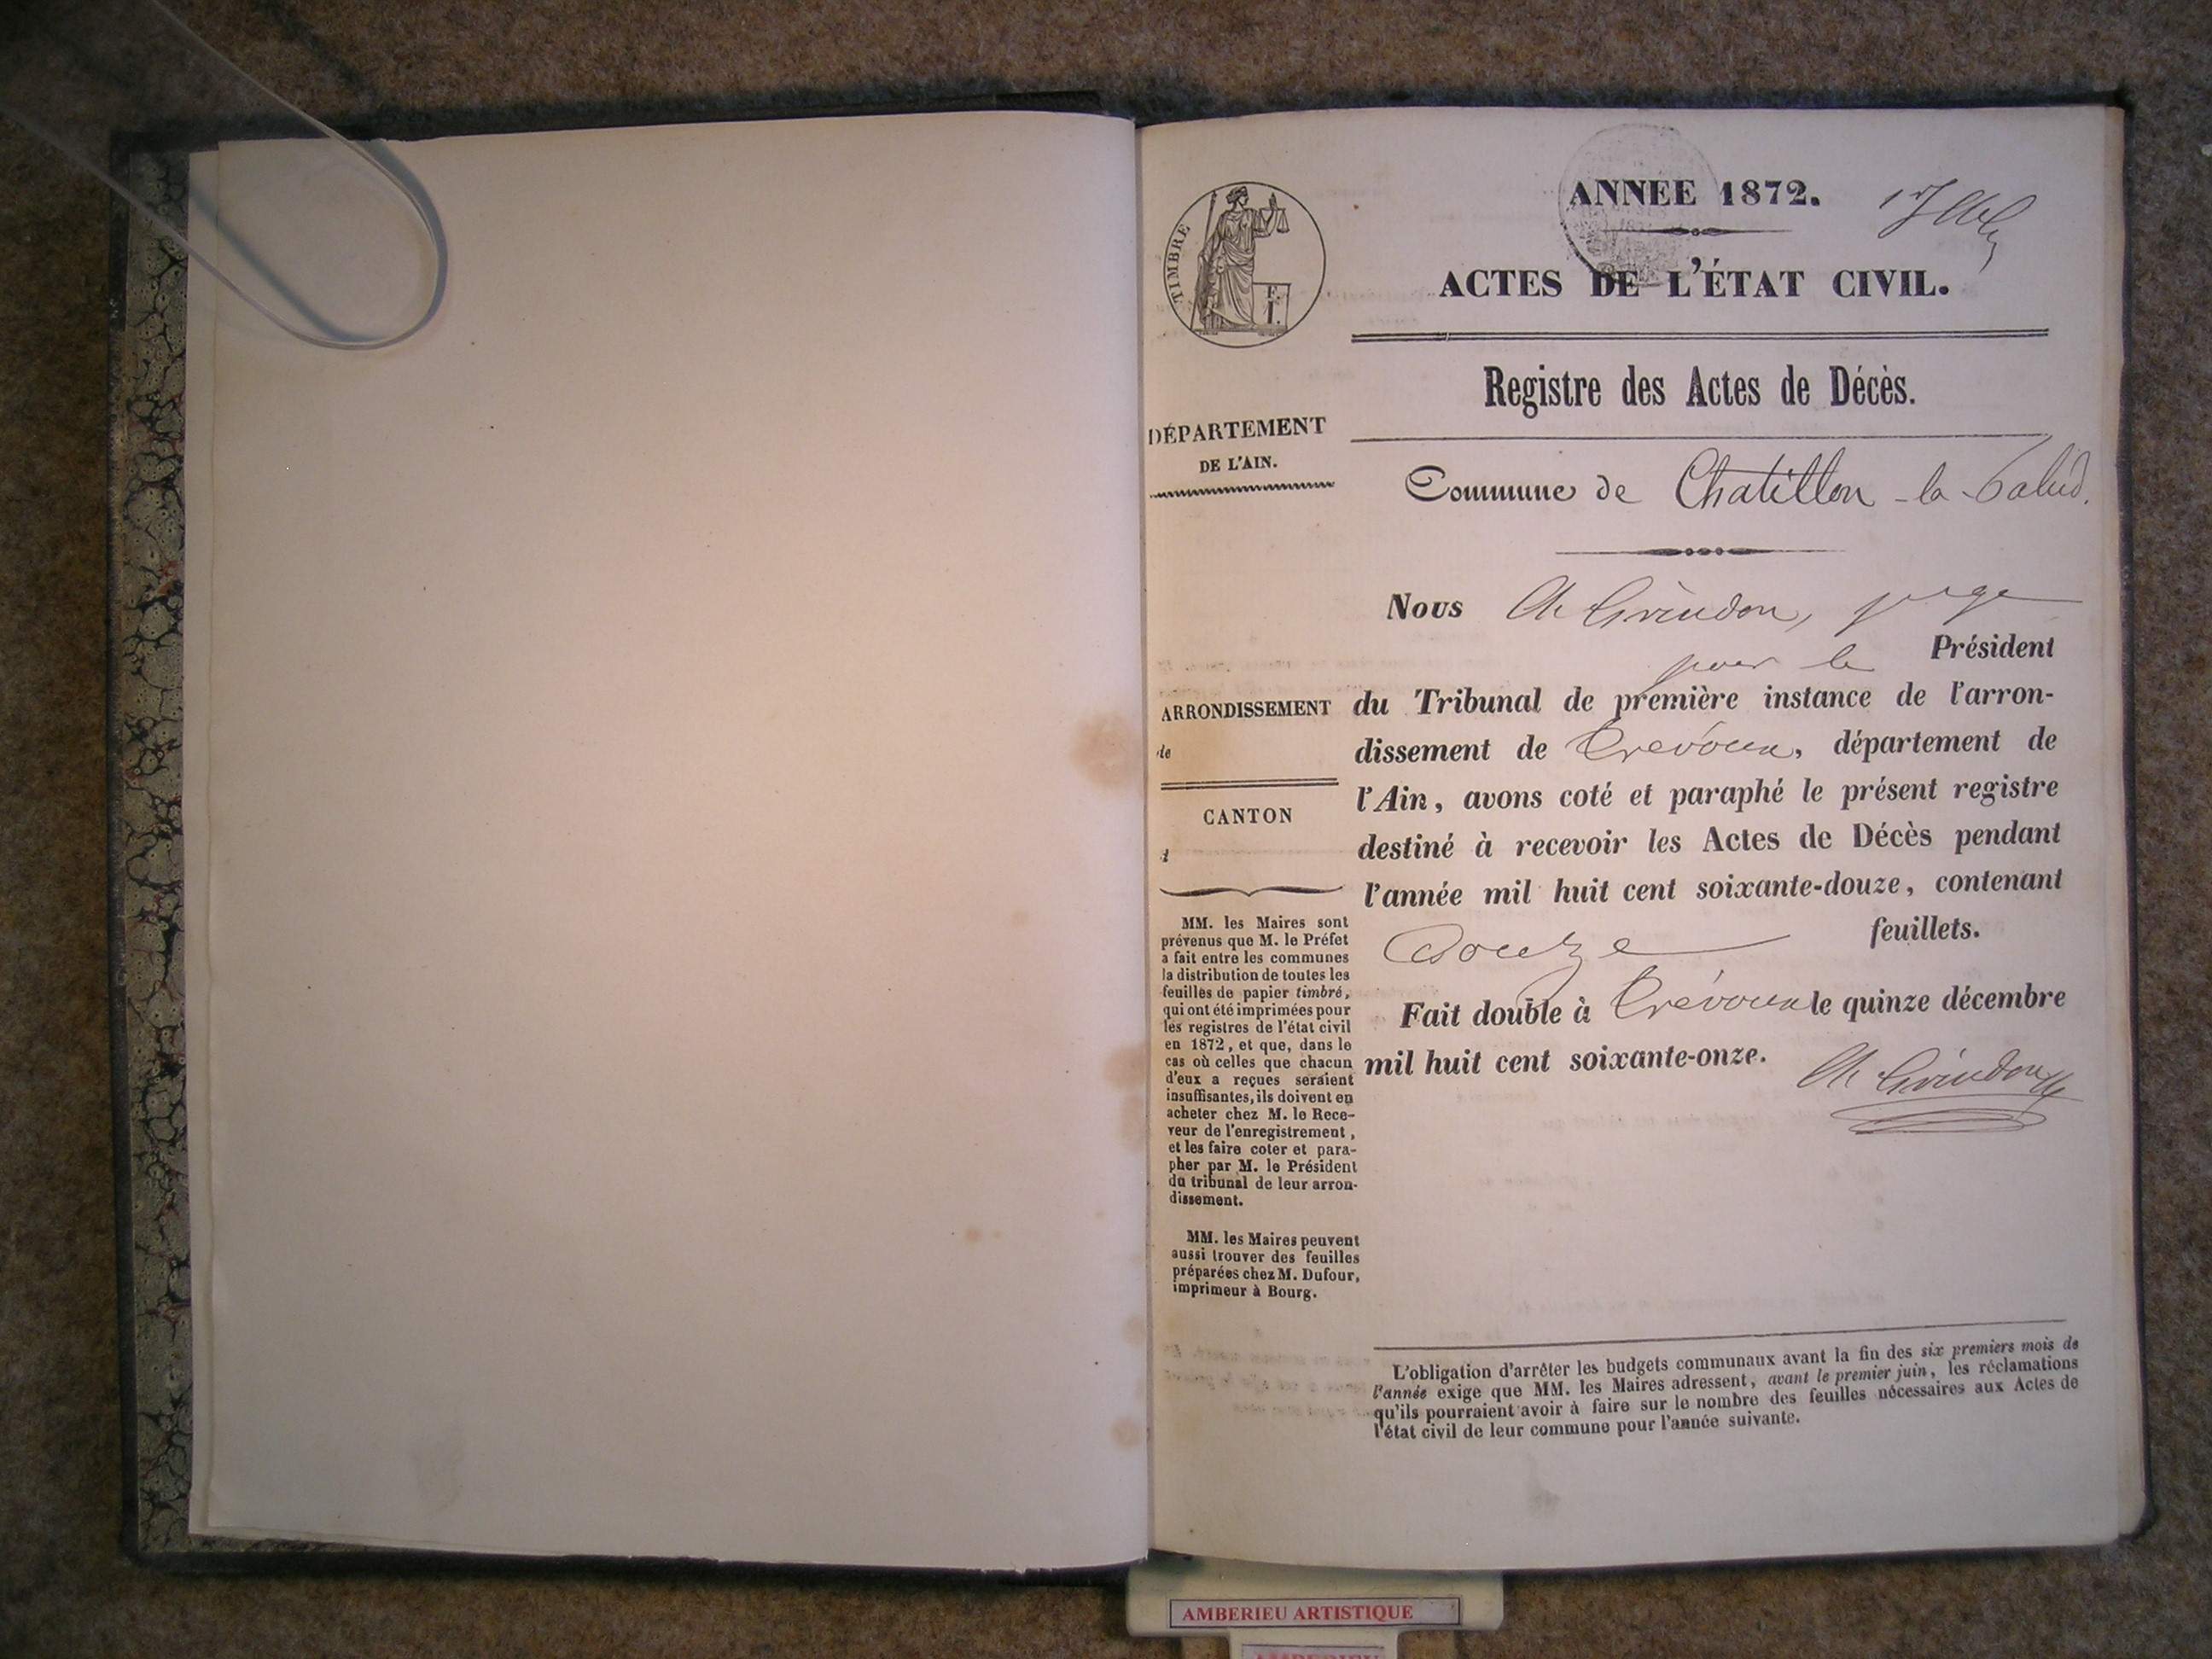 TIMBRE
F.
1.
ANNEE 1872.
ACTES DE L'ÉTAT CIVIL.
Registre des Actes de Décès.
DÉPARTEMENT
DE L'AIN.
Commune de Chatillon-la-Palud.
Nous Ch Grindon, juge
pour le Président
ARRONDISSEMENT
de
du Tribunal de première instance de l'arron-
dissement de Trévoux, département de
l'Ain, avons coté et paraphé le présent registre
destiné à recevoir les Actes de Décès pendant
l'année mil huit cent soixante-douze, contenant
Douze feuillets.
Fait double à Trévoux le quinze décembre
mil huit cent soixante-onze.
Ch Grindon
CANTON
MM. les Maires sont
prévenus que M. le Préfet
a fait entre les communes
la distribution de toutes les
feuilles de papier timbré,
qui ont été imprimées pour
les registres de l'état civil
en 1872, et que, dans le
cas où celles que chacun
d'eux a reçues seraient
insuffisantes, ils doivent en
acheter chez M. le Rece-
veur de l'enregistrement,
et les faire coter et para-
pher par M. le Président
du tribunal de leur arron-
dissement.
MM. les Maires peuvent
aussi trouver des feuilles
préparées chez M. Dufour,
imprimeur à Bourg.
L'obligation d'arrêter les budgets communaux avant la fin des six premiers mois de
l'année exige que MM. les Maires adressent, avant le premier juin, les réclamations
qu'ils pourraient avoir à faire sur le nombre des feuilles nécessaires aux Actes de
l'état civil de leur commune pour l'année suivante.
AMBERIEU ARTISTIQUE
AMBERIEU